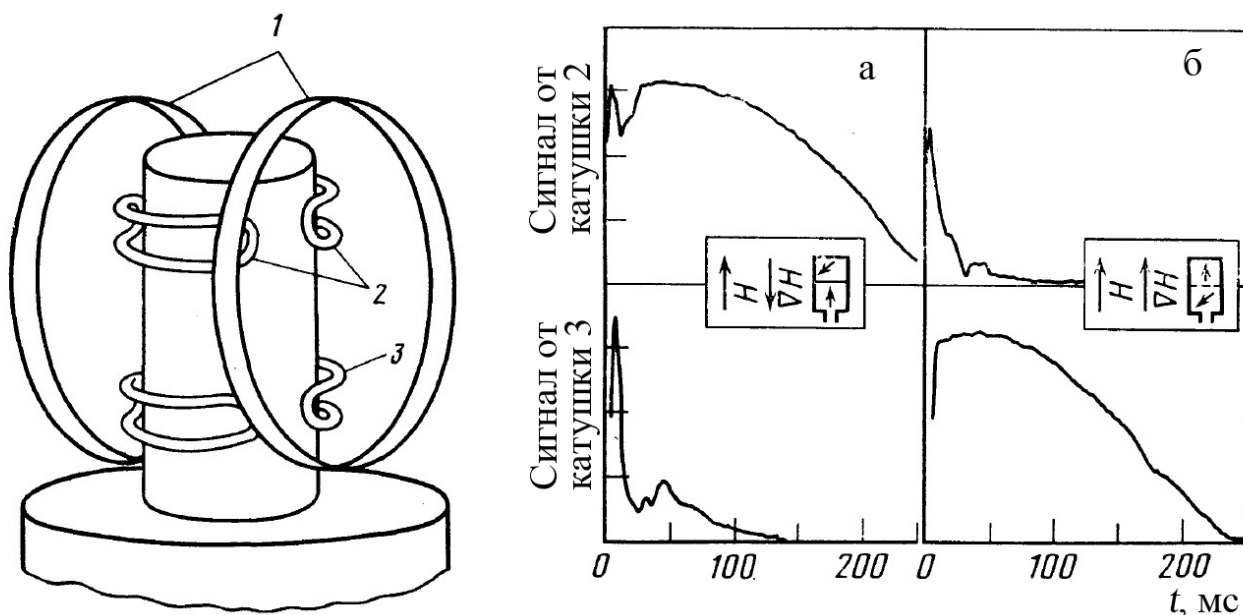 1
2
3
Сигнал от
катушки 2
а
б
H
∇H
H
∇H
Сигнал от
катушки 3
0
100
200
0
100
200
t, мс